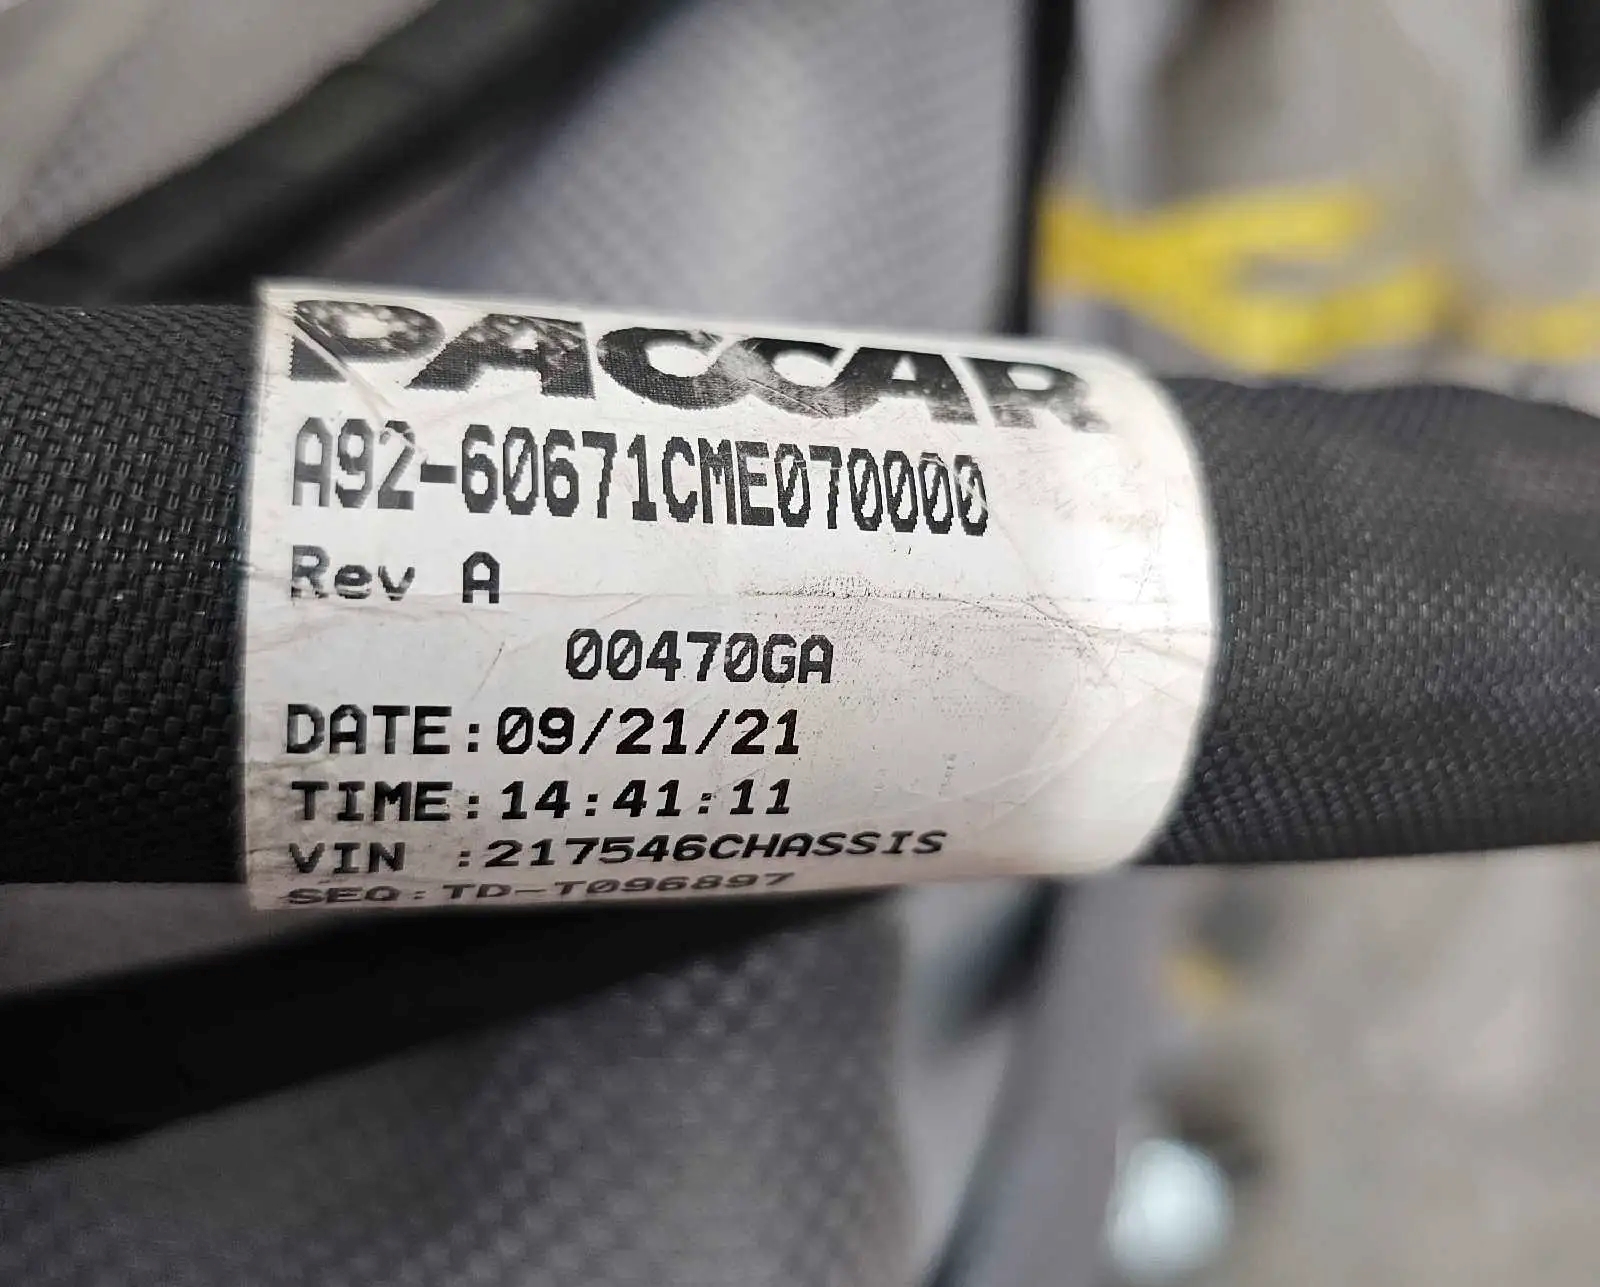 PACCAR
A92-60671CME070000
Rev A
00470GA
DATE:09/21/21
TIME:14:41:11
VIN :217546CHASSIS
SEQ:TD-T096897